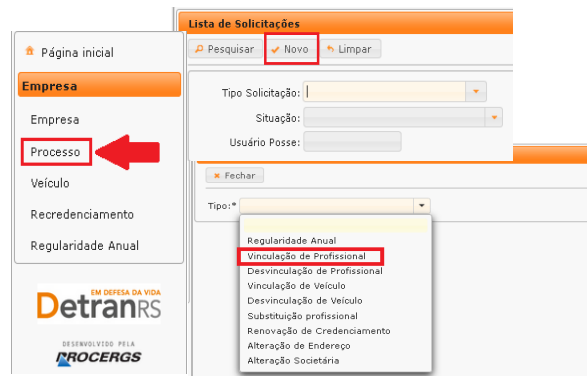 Página inicial
Empresa
Empresa
Processo
Veículo
Recredenciamento
Regularidade Anual
EM DEFESA DA VIDA
DetranRS
DESENVOLVIDO PELA
PROCERGS
Lista de Solicitações
Pesquisar Novo Limpar
Tipo Solicitação:
Situação:
Usuário Posse:
Fechar
Tipo:*
Regularidade Anual
Vinculação de Profissional
Desvinculação de Profissional
Vinculação de Veículo
Desvinculação de Veículo
Substituição profissional
Renovação de Credenciamento
Alteração de Endereço
Alteração Societária